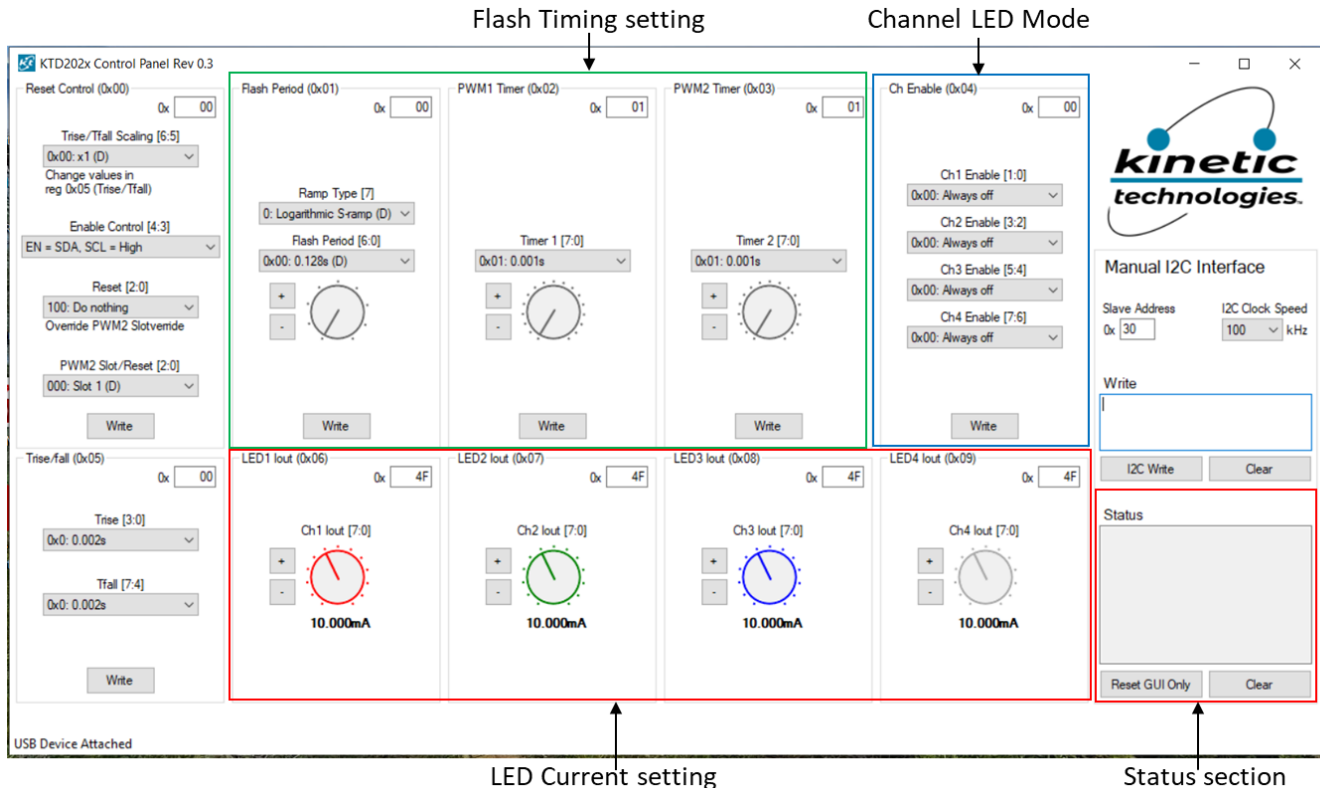 Flash Timing setting
Channel LED Mode
KTD202x Control Panel Rev 0.3
Reset Control (0x00)
0x 00
Trise/Tfall Scaling [6:5]
0x00: x1 (D)
Change values in
reg 0x05 (Trise/Tfall)
Enable Control [4:3]
EN = SDA, SCL = High
Reset [2:0]
100: Do nothing
Override PWM2 Slotverride
PWM2 Slot/Reset [2:0]
000: Slot 1 (D)
Write
Flash Period (0x01)
0x 00
Ramp Type [7]
0: Logarithmic S-ramp (D)
Flash Period [6:0]
0x00: 0.128s (D)
+
-
Write
PWM1 Timer (0x02)
0x 01
Timer 1 [7:0]
0x01: 0.001s
+
-
Write
PWM2 Timer (0x03)
0x 01
Timer 2 [7:0]
0x01: 0.001s
+
-
Write
Ch Enable (0x04)
0x 00
Ch1 Enable [1:0]
0x00: Always off
Ch2 Enable [3:2]
0x00: Always off
Ch3 Enable [5:4]
0x00: Always off
Ch4 Enable [7:6]
0x00: Always off
Write
kinetic
technologies.
Manual I2C Interface
Slave Address
I2C Clock Speed
0x 30
100 kHz
Write
I2C Write
Clear
Trise/fall (0x05)
0x 00
Trise [3:0]
0x0: 0.002s
Tfall [7:4]
0x0: 0.002s
Write
LED1 Iout (0x06)
0x 4F
Ch1 Iout [7:0]
+
-
10.000mA
LED2 Iout (0x07)
0x 4F
Ch2 Iout [7:0]
+
-
10.000mA
LED3 Iout (0x08)
0x 4F
Ch3 Iout [7:0]
+
-
10.000mA
LED4 Iout (0x09)
0x 4F
Ch4 Iout [7:0]
+
-
10.000mA
Status
Reset GUI Only
Clear
USB Device Attached
LED Current setting
Status section